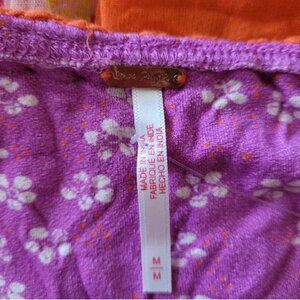 MADE IN INDIA
FABRIQUÉ EN INDE
HECHO EN INDIA
M
M